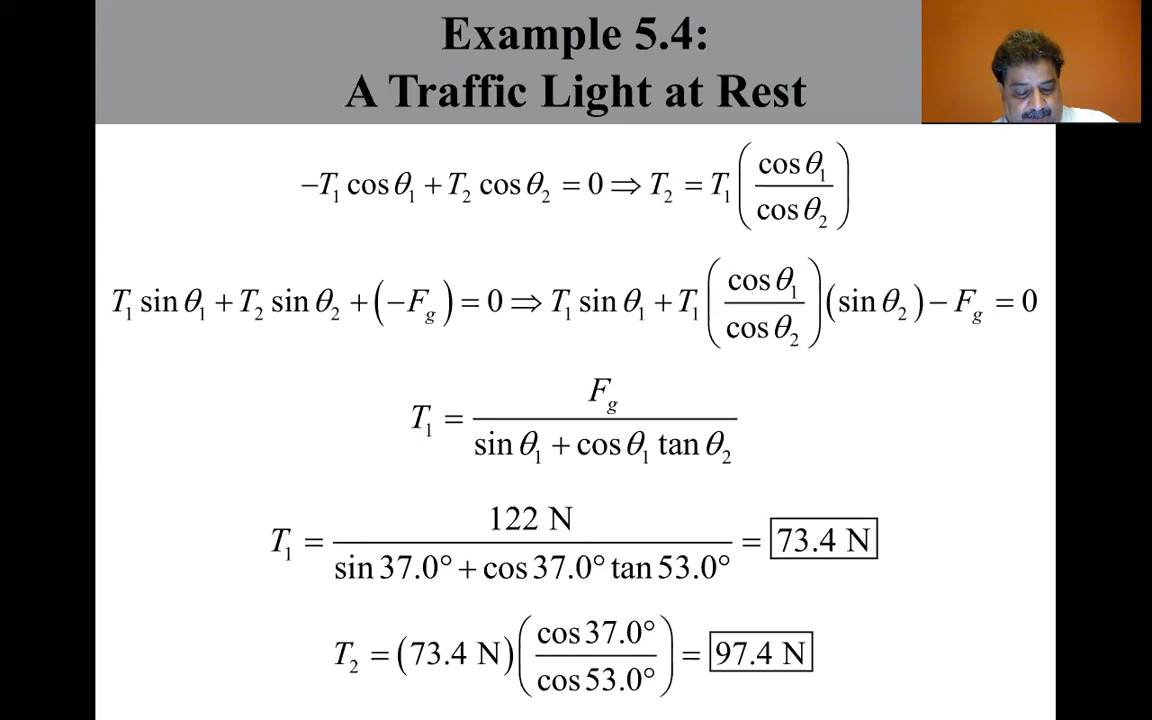 Example 5.4:
A Traffic Light at Rest
−T₁ cos θ₁ + T₂ cos θ₂ = 0 ⇒ T₂ = T₁ (cos θ₁ / cos θ₂)
T₁ sin θ₁ + T₂ sin θ₂ + (−F_g) = 0 ⇒ T₁ sin θ₁ + T₁ (cos θ₁ / cos θ₂)(sin θ₂) − F_g = 0
T₁ = F_g / (sin θ₁ + cos θ₁ tan θ₂)
T₁ = 122 N / (sin 37.0° + cos 37.0° tan 53.0°) = 73.4 N
T₂ = (73.4 N)(cos 37.0° / cos 53.0°) = 97.4 N